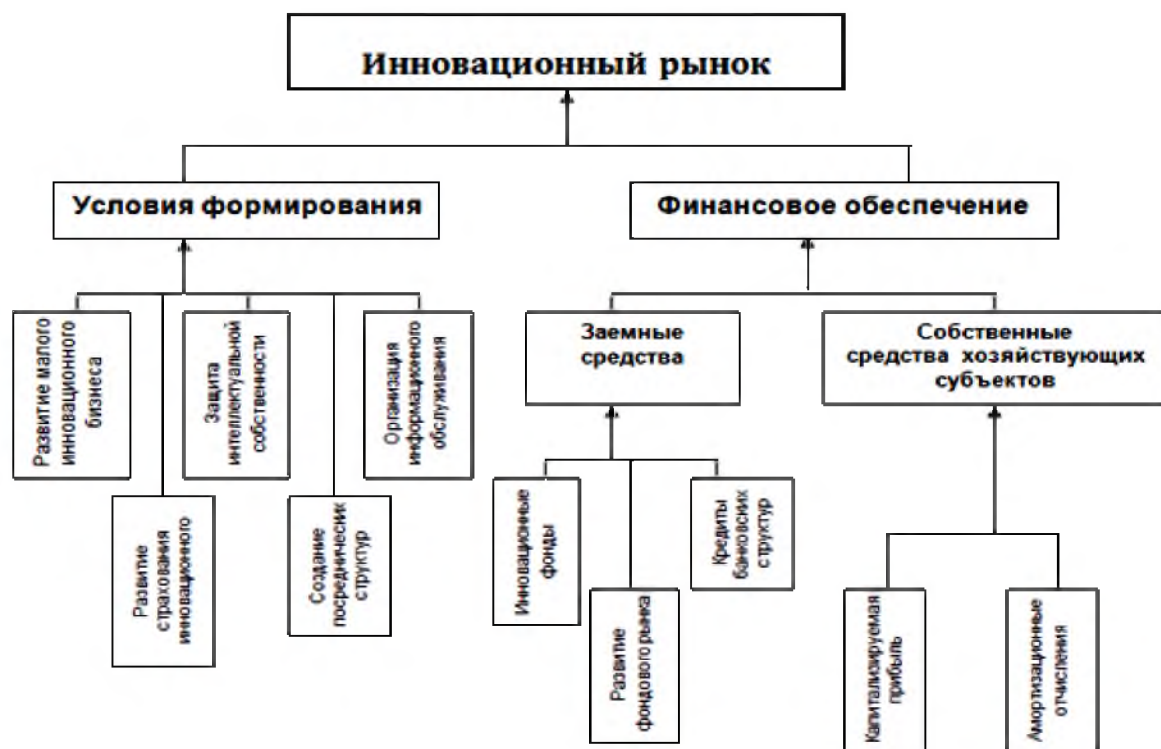 Инновационный рынок
Условия формирования
Финансовое обеспечение
Развитие малого
инновационного
бизнеса
Защита
интеллектуальной
собственности
Организация
информационного
обслуживания
Развитие
страхования
инновационного
Создание
посреднических
структур
Заемные
средства
Собственные
средства хозяйствующих
субъектов
Инновационные
фонды
Развитие
фондового рынка
Кредиты
банковских
структур
Капитализируемая
прибыль
Амортизационные
отчисления